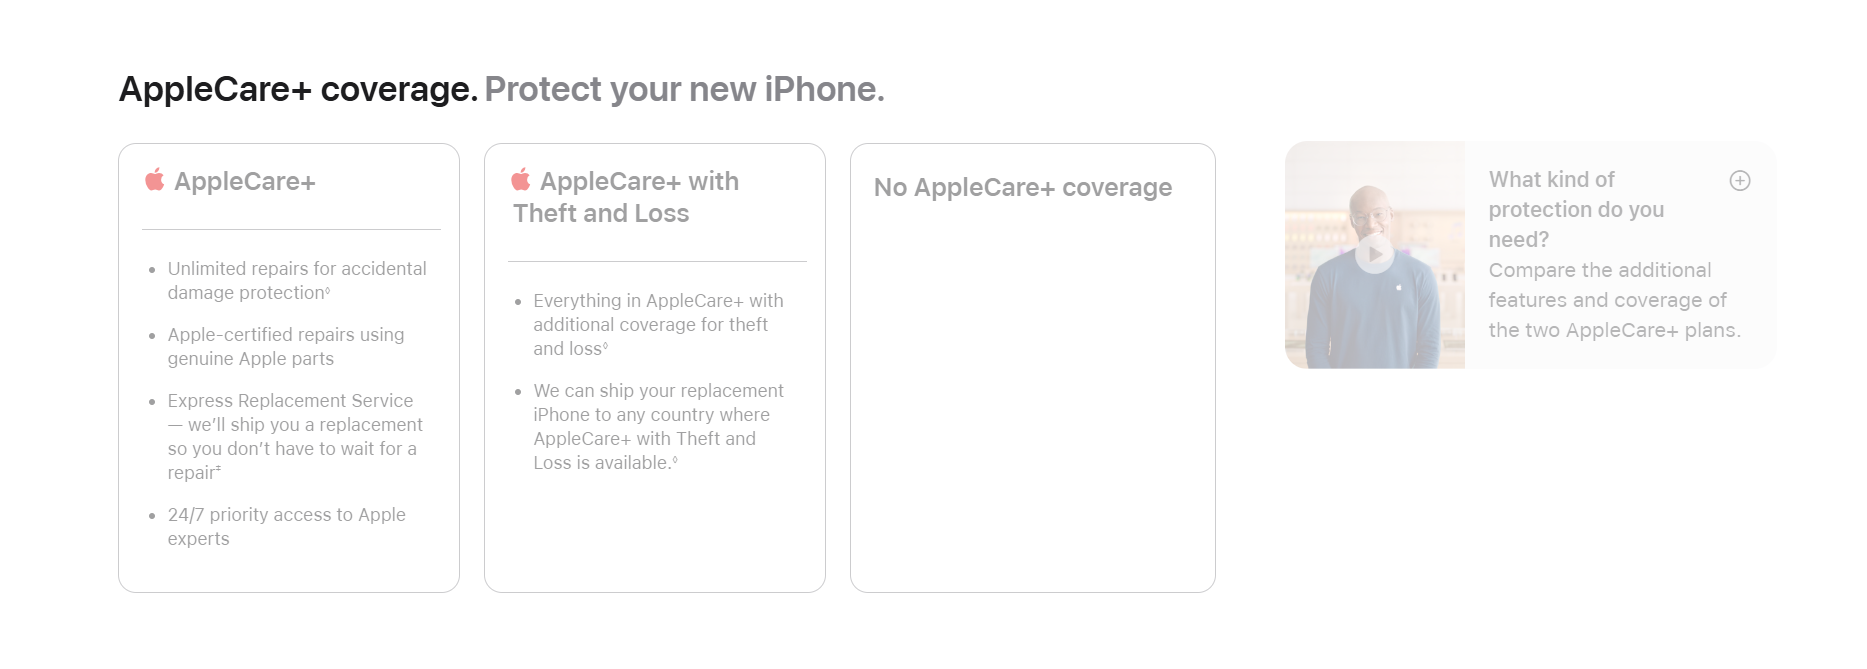 AppleCare+ coverage. Protect your new iPhone.
AppleCare+
Unlimited repairs for accidental
damage protection◊
Apple-certified repairs using
genuine Apple parts
Express Replacement Service
— we’ll ship you a replacement
so you don’t have to wait for a
repair‡
24/7 priority access to Apple
experts
AppleCare+ with
Theft and Loss
Everything in AppleCare+ with
additional coverage for theft
and loss◊
We can ship your replacement
iPhone to any country where
AppleCare+ with Theft and
Loss is available.◊
No AppleCare+ coverage
What kind of
protection do you
need?
Compare the additional
features and coverage of
the two AppleCare+ plans.